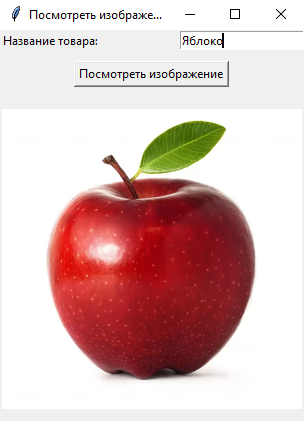 Посмотреть изображе...
Название товара:
Яблоко
Посмотреть изображение